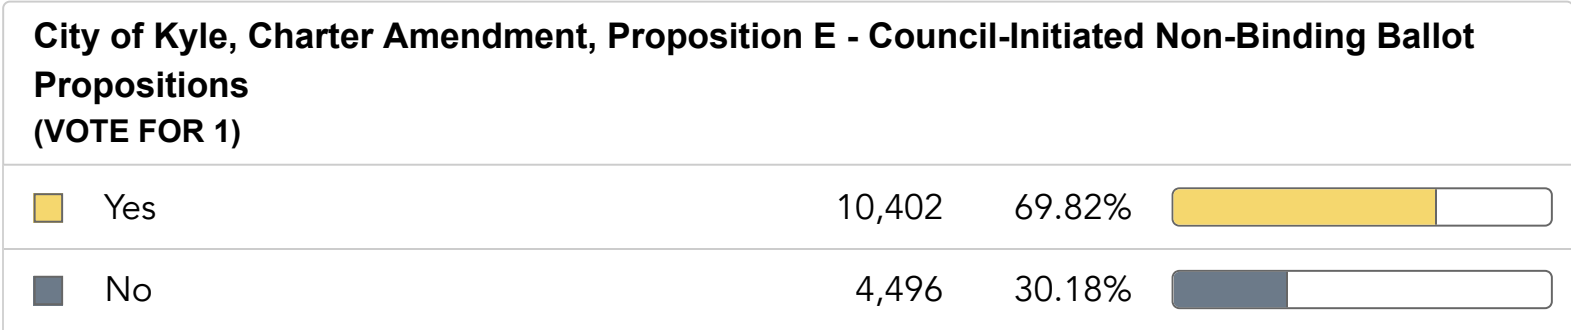 City of Kyle, Charter Amendment, Proposition E - Council-Initiated Non-Binding Ballot
Propositions
(VOTE FOR 1)
Yes 10,402 69.82%
No 4,496 30.18%